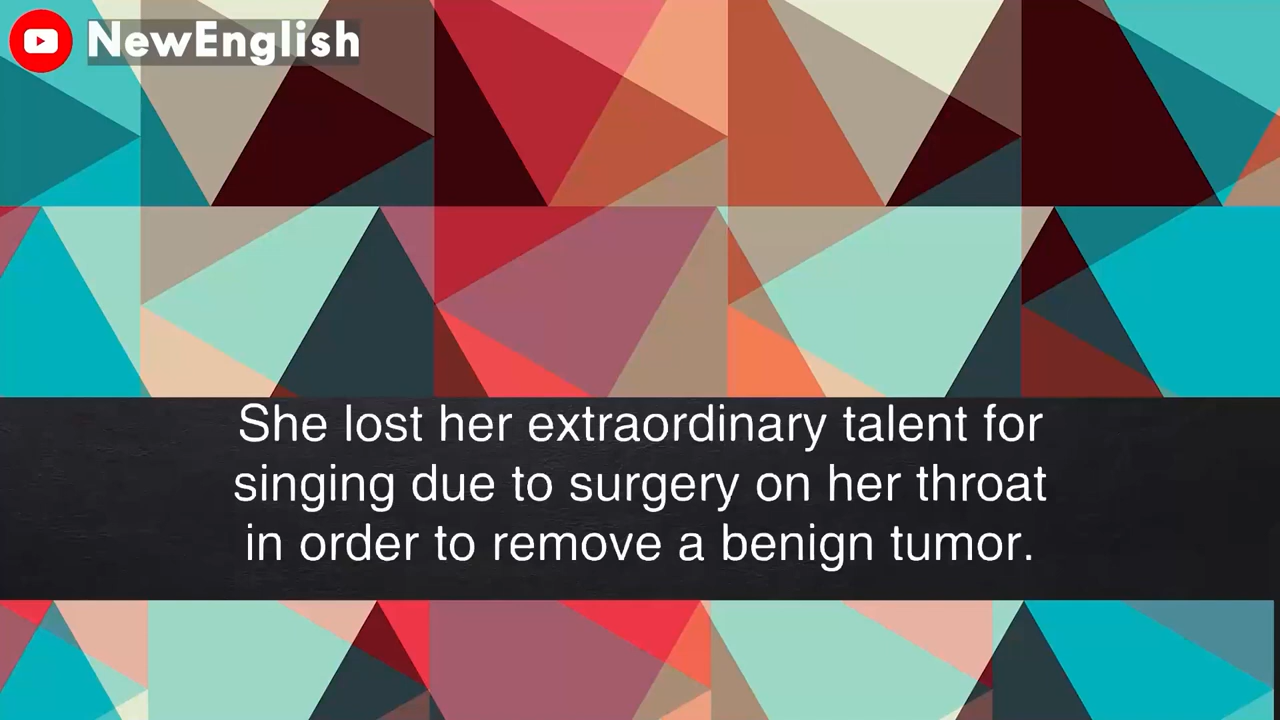 NewEnglish
She lost her extraordinary talent for
singing due to surgery on her throat
in order to remove a benign tumor.